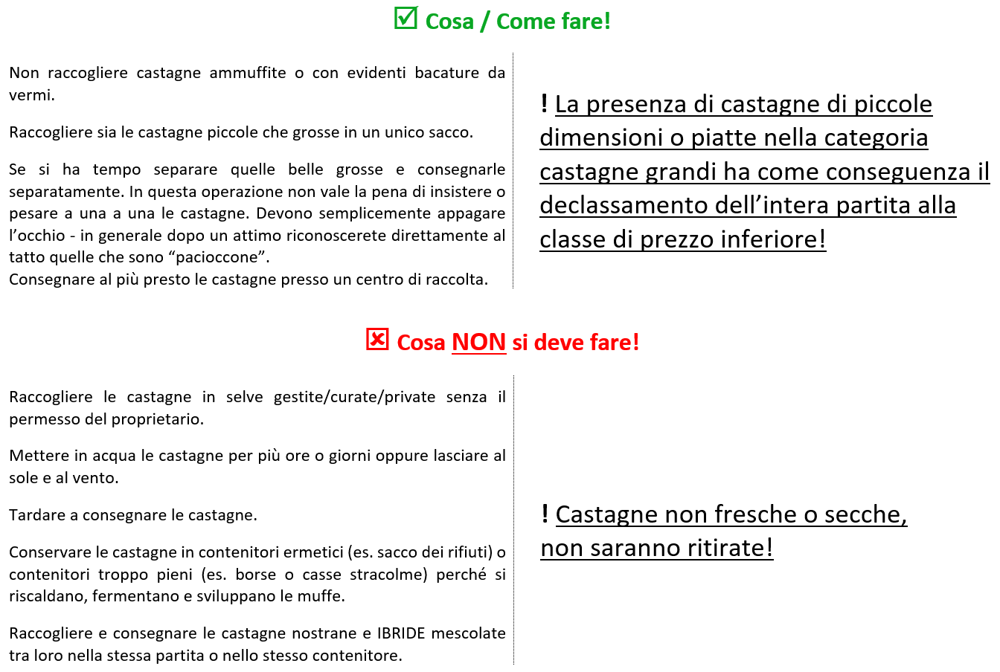 ☑ Cosa / Come fare!
Non raccogliere castagne ammuffite o con evidenti bacature da
vermi.
Raccogliere sia le castagne piccole che grosse in un unico sacco.
Se si ha tempo separare quelle belle grosse e consegnarle
separatamente. In questa operazione non vale la pena di insistere o
pesare a una a una le castagne. Devono semplicemente appagare
l’occhio - in generale dopo un attimo riconoscerete direttamente al
tatto quelle che sono “pacioccone”.
Consegnare al più presto le castagne presso un centro di raccolta.
! La presenza di castagne di piccole
dimensioni o piatte nella categoria
castagne grandi ha come conseguenza il
declassamento dell’intera partita alla
classe di prezzo inferiore!
☒ Cosa NON si deve fare!
Raccogliere le castagne in selve gestite/curate/private senza il
permesso del proprietario.
Mettere in acqua le castagne per più ore o giorni oppure lasciare al
sole e al vento.
Tardare a consegnare le castagne.
Conservare le castagne in contenitori ermetici (es. sacco dei rifiuti) o
contenitori troppo pieni (es. borse o casse stracolme) perché si
riscaldano, fermentano e sviluppano le muffe.
Raccogliere e consegnare le castagne nostrane e IBRIDE mescolate
tra loro nella stessa partita o nello stesso contenitore.
! Castagne non fresche o secche,
non saranno ritirate!